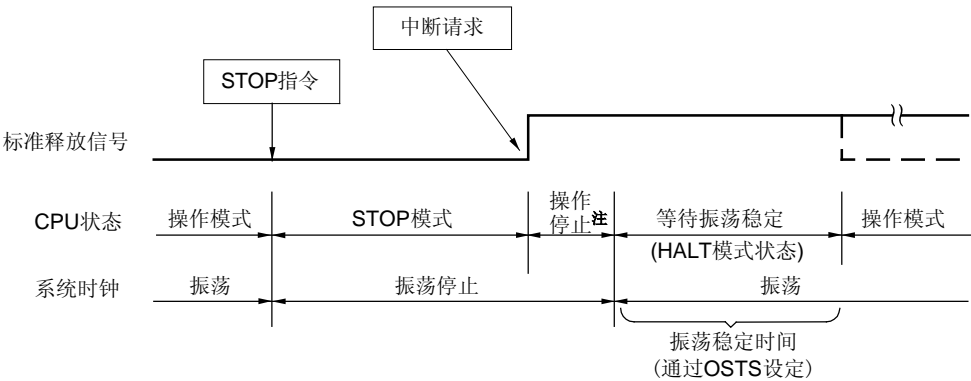 中断请求
STOP指令
标准释放信号
CPU状态
操作模式
STOP模式
操作
停止注
等待振荡稳定
(HALT模式状态)
操作模式
系统时钟
振荡
振荡停止
振荡
振荡稳定时间
(通过OSTS设定)